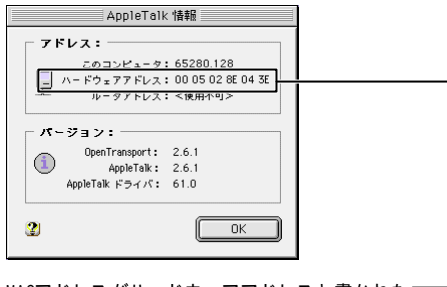 AppleTalk 情報
アドレス：
このコンピュータ： 65280.128
ハードウェアアドレス： 00 05 02 8E 04 3E
ルータアドレス： <使用不可>
バージョン：
OpenTransport： 2.6.1
AppleTalk： 2.6.1
AppleTalk ドライバ： 61.0
OK